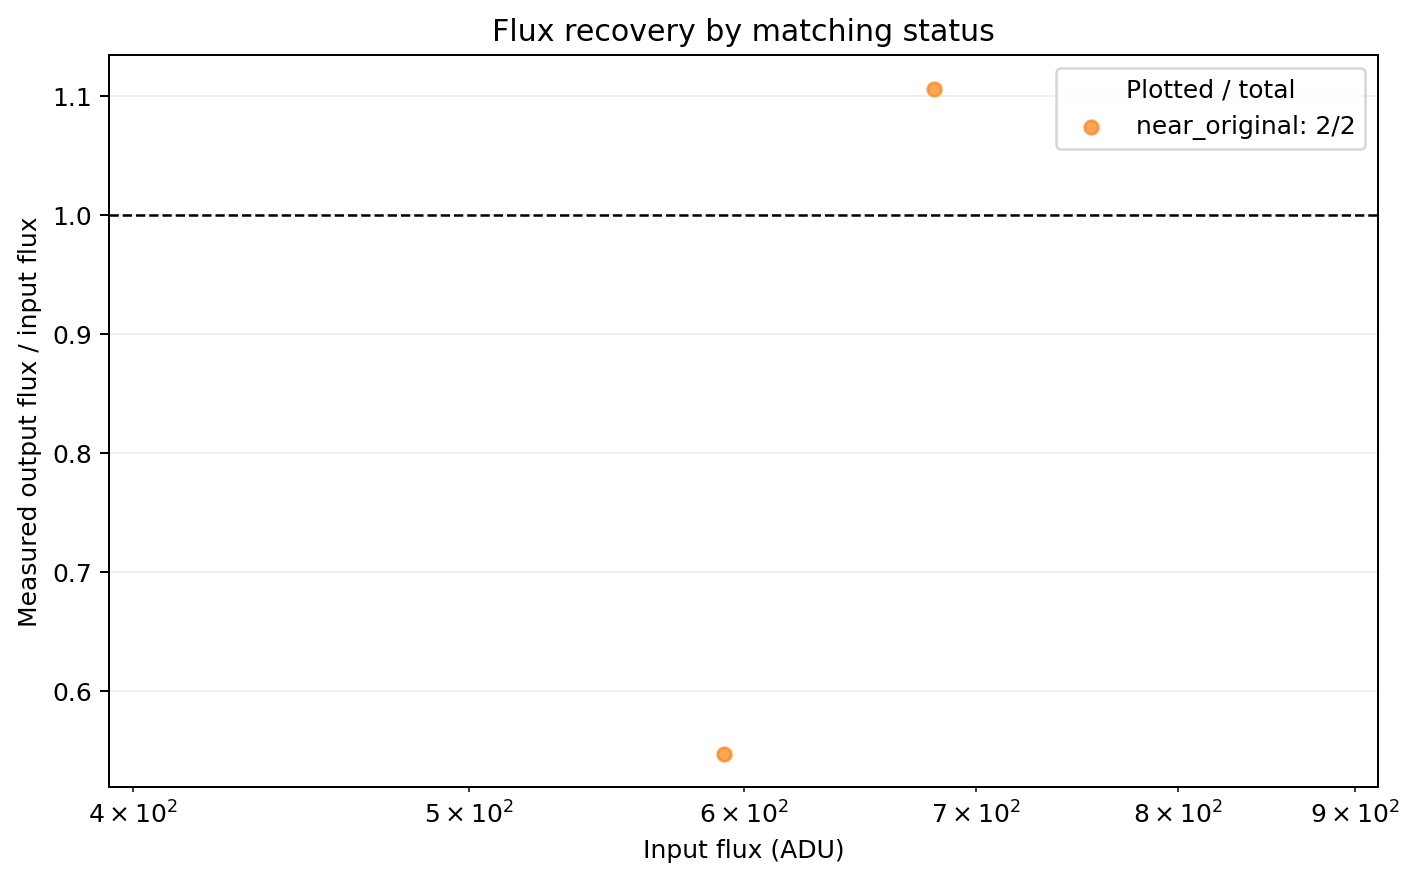 Flux recovery by matching status
Plotted / total
near_original: 2/2
Measured output flux / input flux
1.1
1.0
0.9
0.8
0.7
0.6
4 × 10²
5 × 10²
6 × 10²
7 × 10²
8 × 10²
9 × 10²
Input flux (ADU)